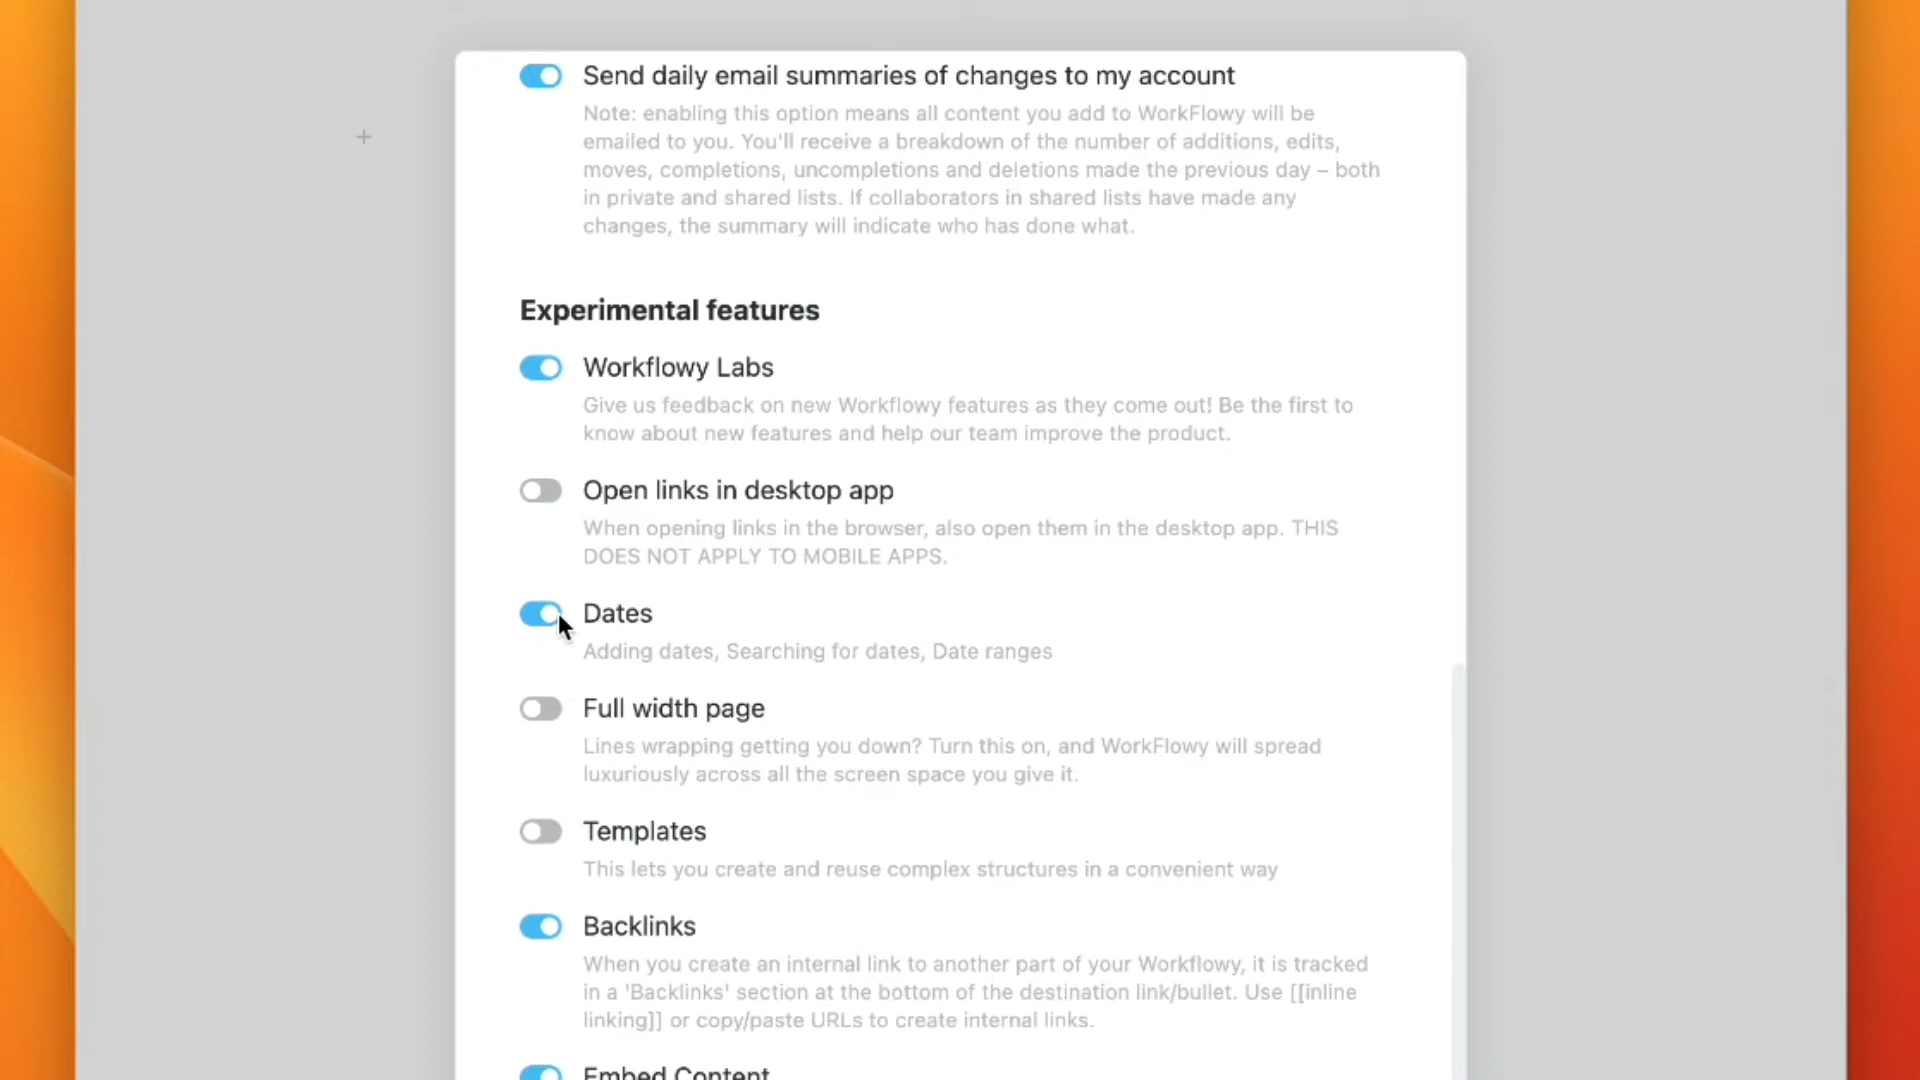 Send daily email summaries of changes to my account
Note: enabling this option means all content you add to WorkFlowy will be
emailed to you. You'll receive a breakdown of the number of additions, edits,
moves, completions, uncompletions and deletions made the previous day – both
in private and shared lists. If collaborators in shared lists have made any
changes, the summary will indicate who has done what.
Experimental features
Workflowy Labs
Give us feedback on new Workflowy features as they come out! Be the first to
know about new features and help our team improve the product.
Open links in desktop app
When opening links in the browser, also open them in the desktop app. THIS
DOES NOT APPLY TO MOBILE APPS.
Dates
Adding dates, Searching for dates, Date ranges
Full width page
Lines wrapping getting you down? Turn this on, and WorkFlowy will spread
luxuriously across all the screen space you give it.
Templates
This lets you create and reuse complex structures in a convenient way
Backlinks
When you create an internal link to another part of your Workflowy, it is tracked
in a 'Backlinks' section at the bottom of the destination link/bullet. Use [[inline
linking]] or copy/paste URLs to create internal links.
Embed Content